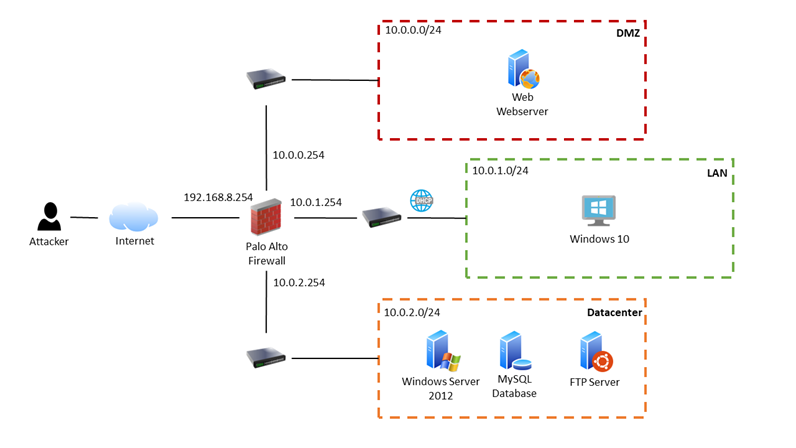 10.0.0.0/24
DMZ
Web
Webserver
10.0.0.254
10.0.1.0/24
LAN
192.168.8.254
10.0.1.254
DHCP
Attacker
Internet
Palo Alto
Firewall
Windows 10
10.0.2.254
10.0.2.0/24
Datacenter
Windows Server
2012
MySQL
Database
FTP Server